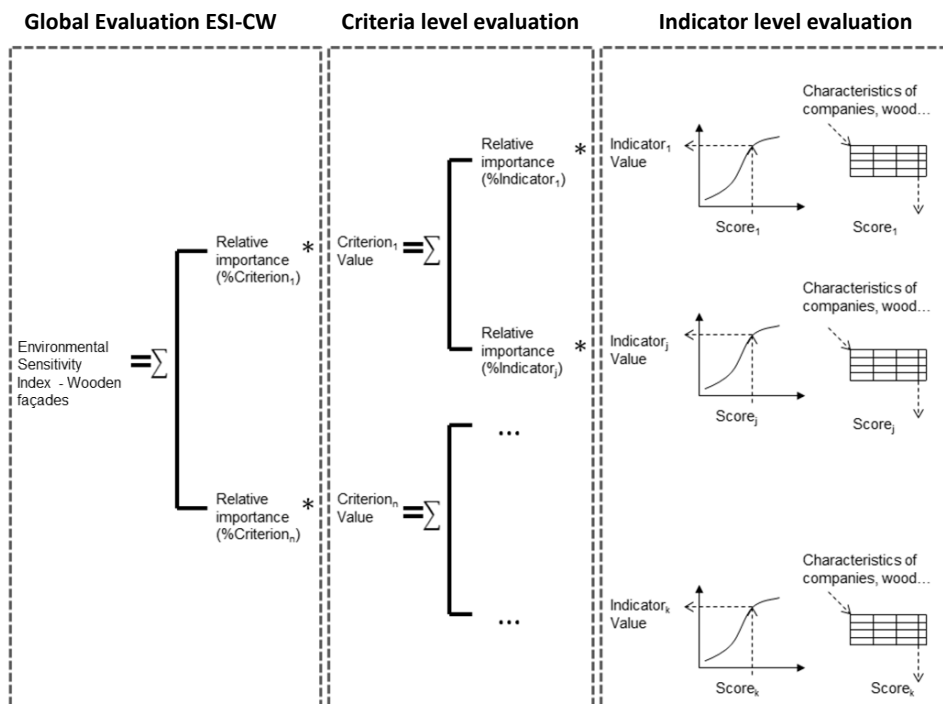 Global Evaluation ESI-CW
Criteria level evaluation
Indicator level evaluation
Environmental
Sensitivity
Index - Wooden
façades
=∑
Relative
importance
(%Criterion₁)
*
Relative
importance
(%Criterionₙ)
*
Criterion₁
Value
=∑
Relative
importance
(%Indicator₁)
*
Relative
importance
(%Indicatorⱼ)
*
Criterionₙ
Value
=∑
...
...
Indicator₁
Value
Score₁
Characteristics of
companies, wood...
Score₁
Indicatorⱼ
Value
Scoreⱼ
Characteristics of
companies, wood...
Scoreⱼ
Indicatorₖ
Value
Scoreₖ
Characteristics of
companies, wood...
Scoreₖ